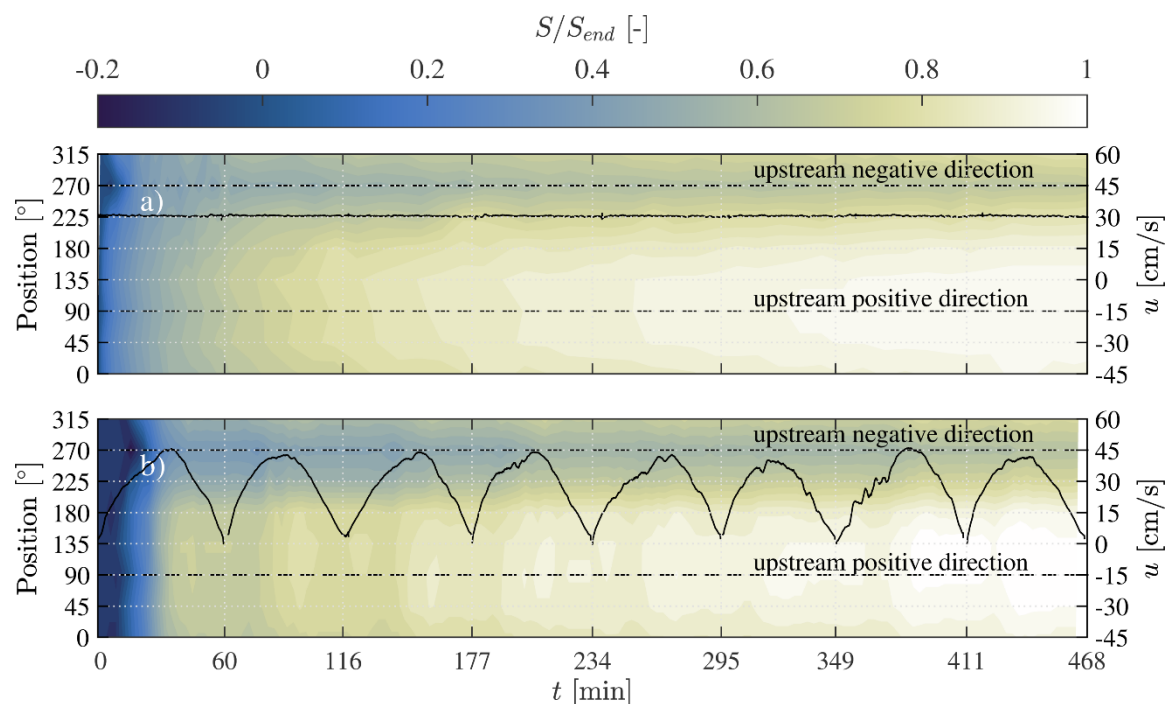 S/S_end [-]
-0.2 0 0.2 0.4 0.6 0.8 1
315 upstream negative direction 60
270 45
a)
225 30
180 15
135 0
90 upstream positive direction -15
45 -30
0 -45
Position [°]
u [cm/s]
315 upstream negative direction 60
270 45
b)
225 30
180 15
135 0
90 upstream positive direction -15
45 -30
0 -45
Position [°]
u [cm/s]
0 60 116 177 234 295 349 411 468
t [min]